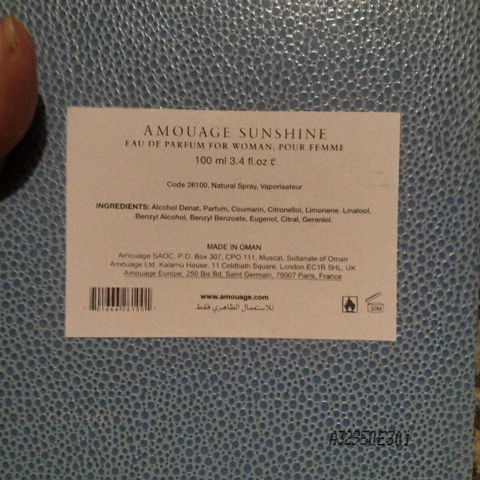 AMOUAGE SUNSHINE
EAU DE PARFUM FOR WOMAN, POUR FEMME
100 ml 3.4 fl.oz ℮
Code 26100, Natural Spray, Vaporisateur
INGREDIENTS: Alcohol Denat, Parfum, Coumarin, Citronellol, Limonene, Linalool,
Benzyl Alcohol, Benzyl Benzoate, Eugenol, Citral, Geraniol.
MADE IN OMAN
Amouage SAOC, P.O. Box 307, CPO 111, Muscat, Sultanate of Oman
Amouage Ltd, Kalamu House, 11 Coldbath Square, London EC1R 5HL, UK
Amouage Europe, 250 Bis Bd, Saint Germain, 75007 Paris, France
www.amouage.com
للاستعمال الظاهري فقط
30M